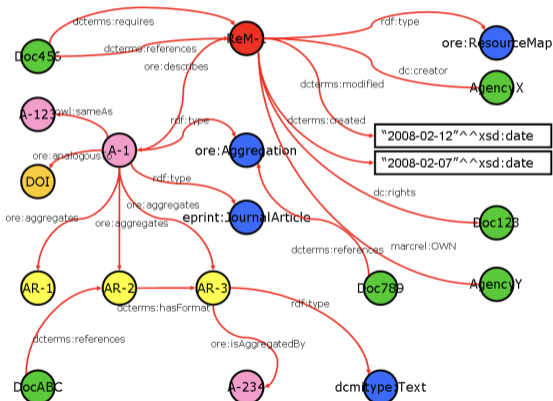 dcterms:requires
rdf:type
ReM-1
ore:ResourceMap
dcterms:references
Doc456
ore:describes
dc:creator
dcterms:modified
AgencyX
owl:sameAs
A-123
rdf:type
dcterms:created
"2008-02-12"^^xsd:date
A-1
ore:Aggregation
ore:analogousTo
"2008-02-07"^^xsd:date
DOI
rdf:type
dc:rights
ore:aggregates
ore:aggregates
ore:aggregates
eprint:JournalArticle
Doc123
dcterms:references
marcrel:OWN
AR-1
AR-2
AR-3
Doc789
AgencyY
dcterms:hasFormat
rdf:type
dcterms:references
ore:isAggregatedBy
DocABC
A-234
dcmitype:Text